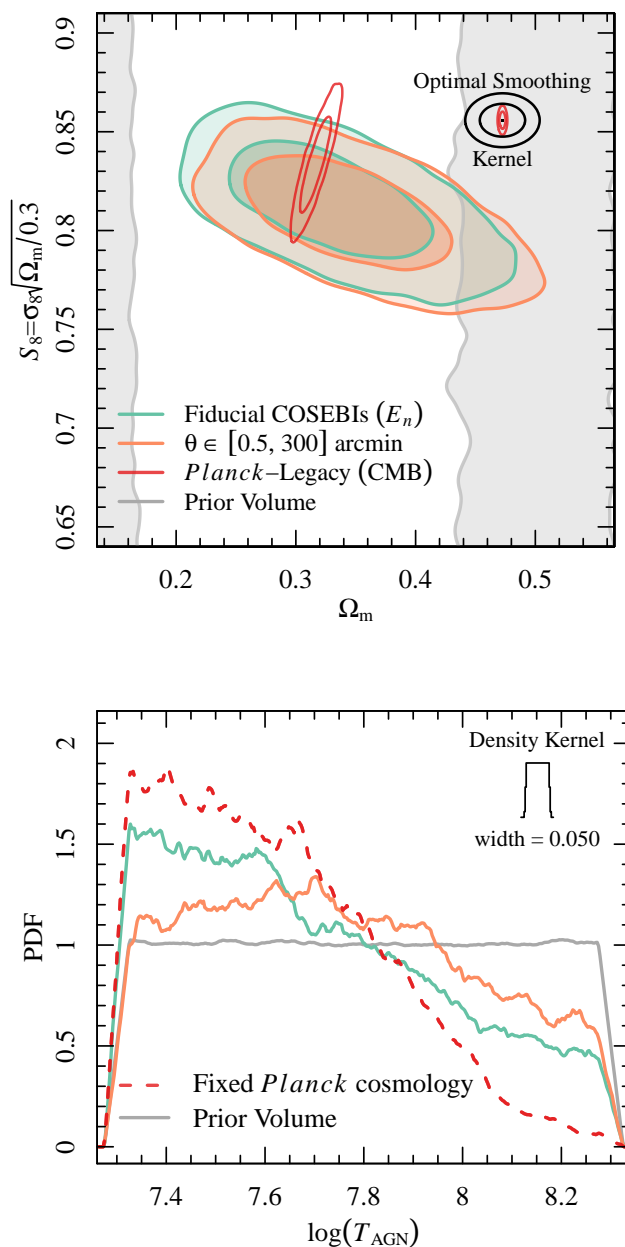 0.9
0.85
0.8
0.75
0.7
0.65
S₈=σ₈√Ωₘ/0.3
Optimal Smoothing
Kernel
Fiducial COSEBIs (Eₙ)
θ ∈ [0.5, 300] arcmin
Planck–Legacy (CMB)
Prior Volume
0.2 0.3 0.4 0.5
Ωₘ
2
1.5
1
0.5
0
PDF
Density Kernel
width = 0.050
Fixed Planck cosmology
Prior Volume
7.4 7.6 7.8 8 8.2
log(T_AGN)